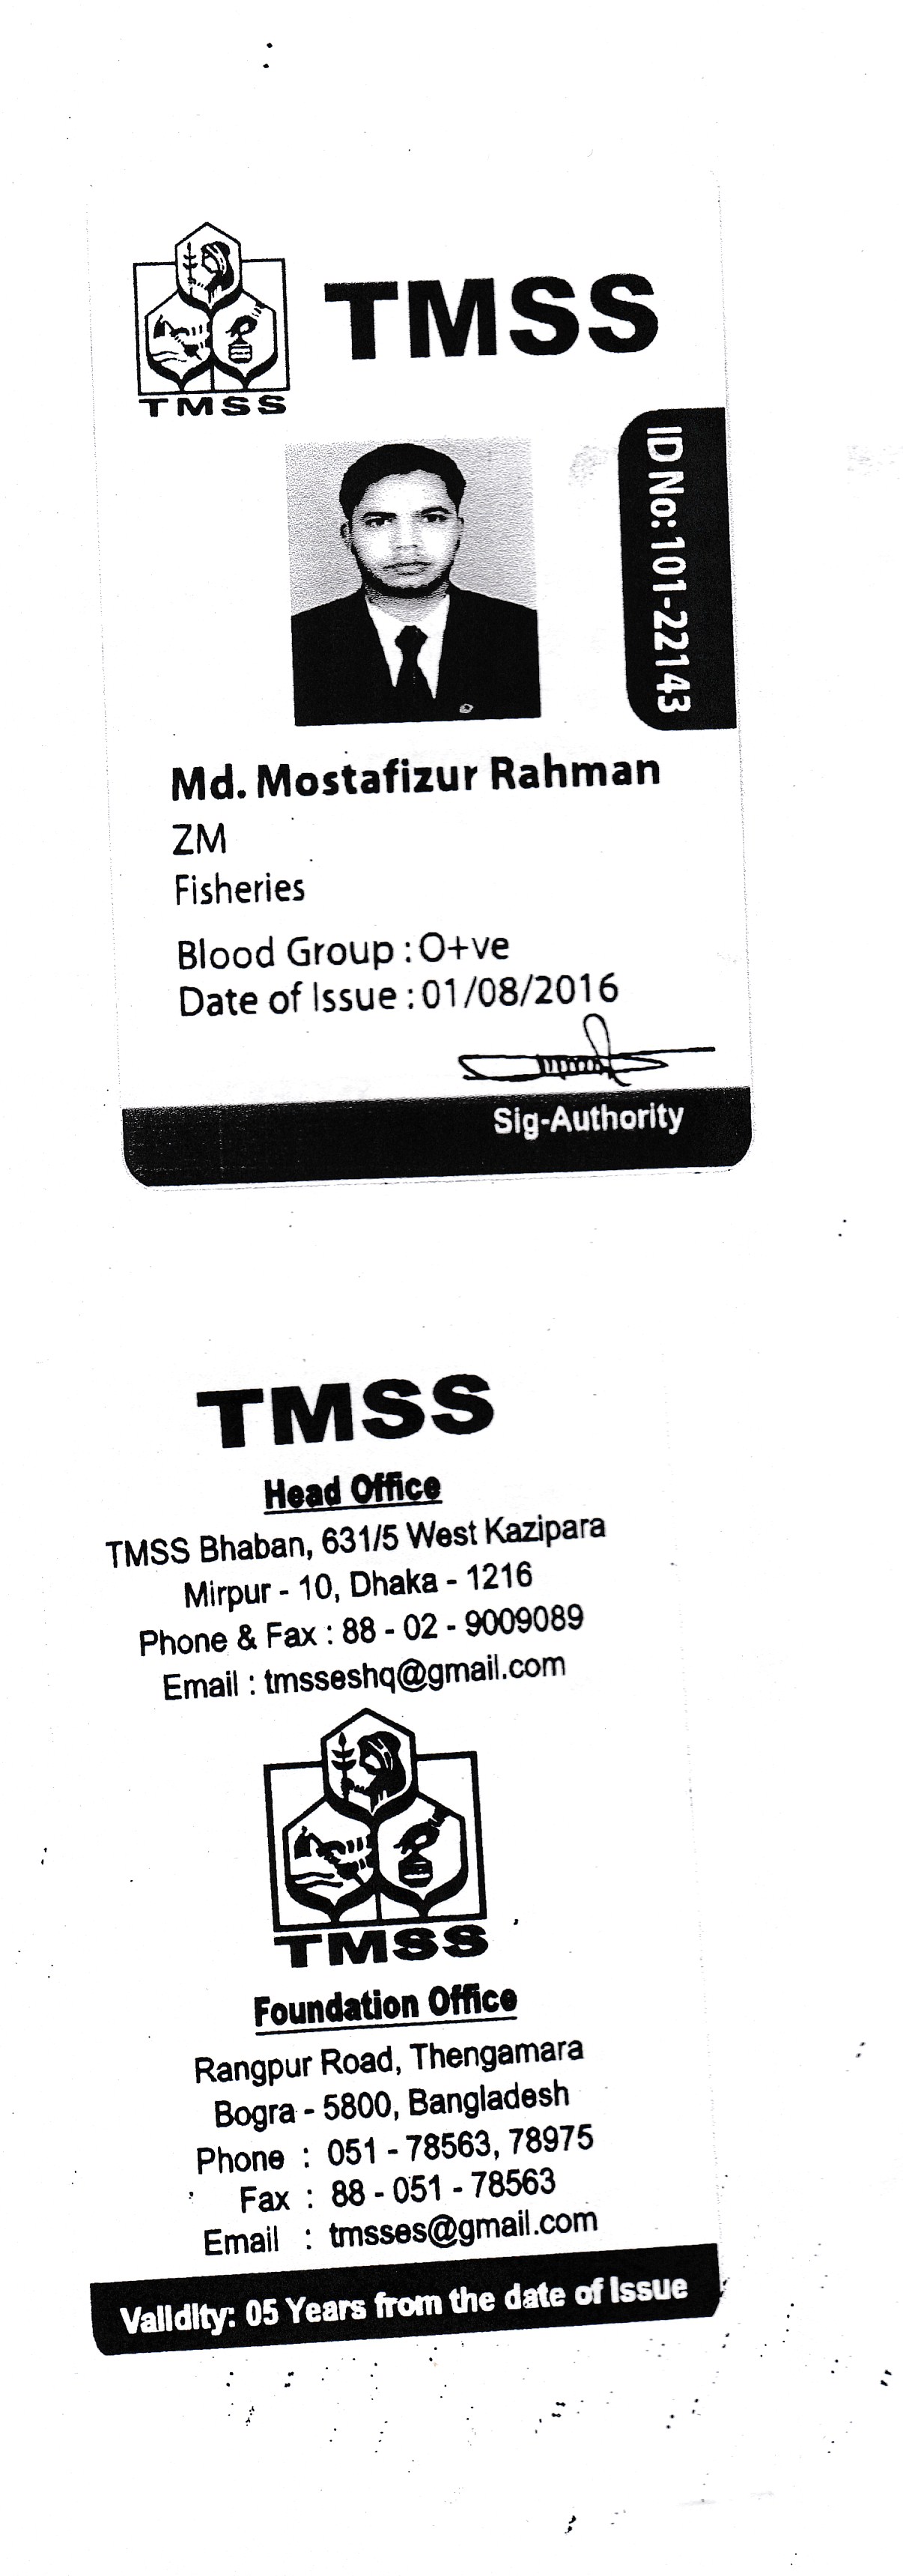 TMSS
TMSS
ID No: 101-22143
Md. Mostafizur Rahman
ZM
Fisheries
Blood Group : O+ve
Date of Issue : 01/08/2016
Sig-Authority
TMSS
Head Office
TMSS Bhaban, 631/5 West Kazipara
Mirpur - 10, Dhaka - 1216
Phone & Fax : 88 - 02 - 9009089
Email : tmsseshq@gmail.com
TMSS
Foundation Office
Rangpur Road, Thengamara
Bogra - 5800, Bangladesh
Phone : 051 - 78563, 78975
Fax : 88 - 051 - 78563
Email : tmsses@gmail.com
Validity: 05 Years from the date of Issue